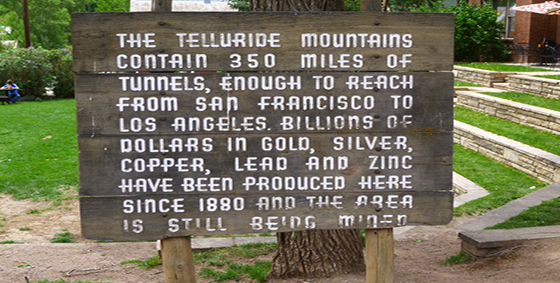 THE TELLURIDE MOUNTAINS
CONTAIN 350 MILES OF
TUNNELS, ENOUGH TO REACH
FROM SAN FRANCISCO TO
LOS ANGELES. BILLIONS OF
DOLLARS IN GOLD, SILVER,
COPPER, LEAD AND ZINC
HAVE BEEN PRODUCED HERE
SINCE 1880 AND THE AREA
IS STILL BEING MINED